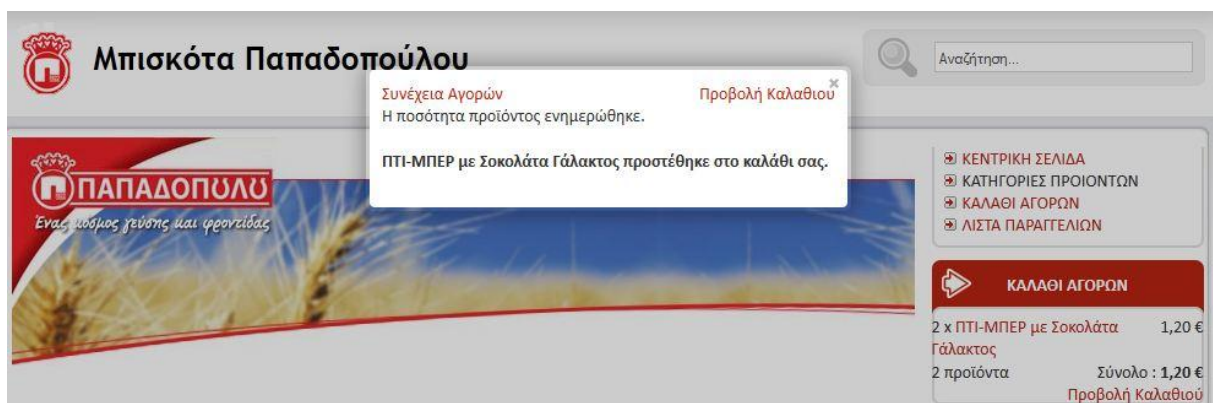 Μπισκότα Παπαδοπούλου
Αναζήτηση...
×
Συνέχεια Αγορών Προβολή Καλαθιού
Η ποσότητα προϊόντος ενημερώθηκε.
ΠΤΙ-ΜΠΕΡ με Σοκολάτα Γάλακτος προστέθηκε στο καλάθι σας.
ΠΑΠΑΔΟΠΟΥΛΟΥ
Ένας κόσμος γεύσης και φροντίδας
ΚΕΝΤΡΙΚΗ ΣΕΛΙΔΑ
ΚΑΤΗΓΟΡΙΕΣ ΠΡΟΙΟΝΤΩΝ
ΚΑΛΑΘΙ ΑΓΟΡΩΝ
ΛΙΣΤΑ ΠΑΡΑΓΓΕΛΙΩΝ
ΚΑΛΑΘΙ ΑΓΟΡΩΝ
2 x ΠΤΙ-ΜΠΕΡ με Σοκολάτα 1,20 €
Γάλακτος
2 προϊόντα Σύνολο : 1,20 €
Προβολή Καλαθιού